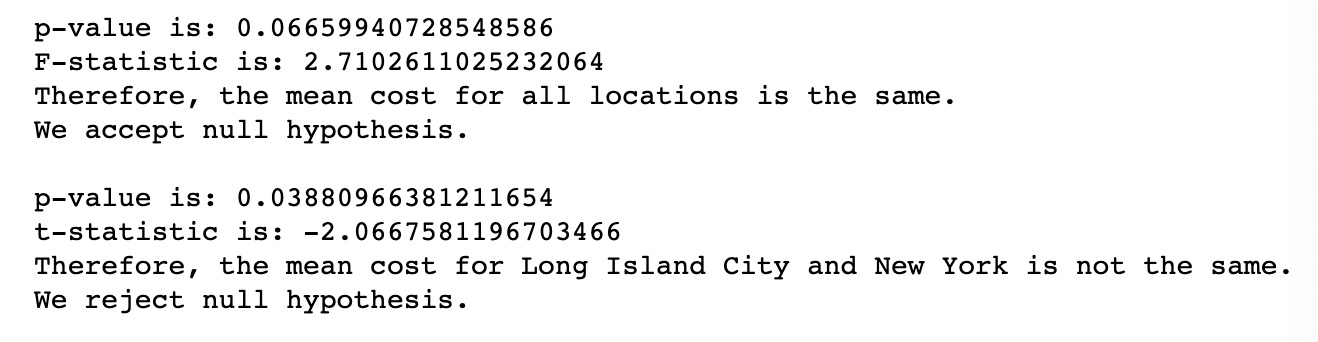 p-value is: 0.06659940728548586
F-statistic is: 2.7102611025232064
Therefore, the mean cost for all locations is the same.
We accept null hypothesis.
p-value is: 0.03880966381211654
t-statistic is: -2.0667581196703466
Therefore, the mean cost for Long Island City and New York is not the same.
We reject null hypothesis.